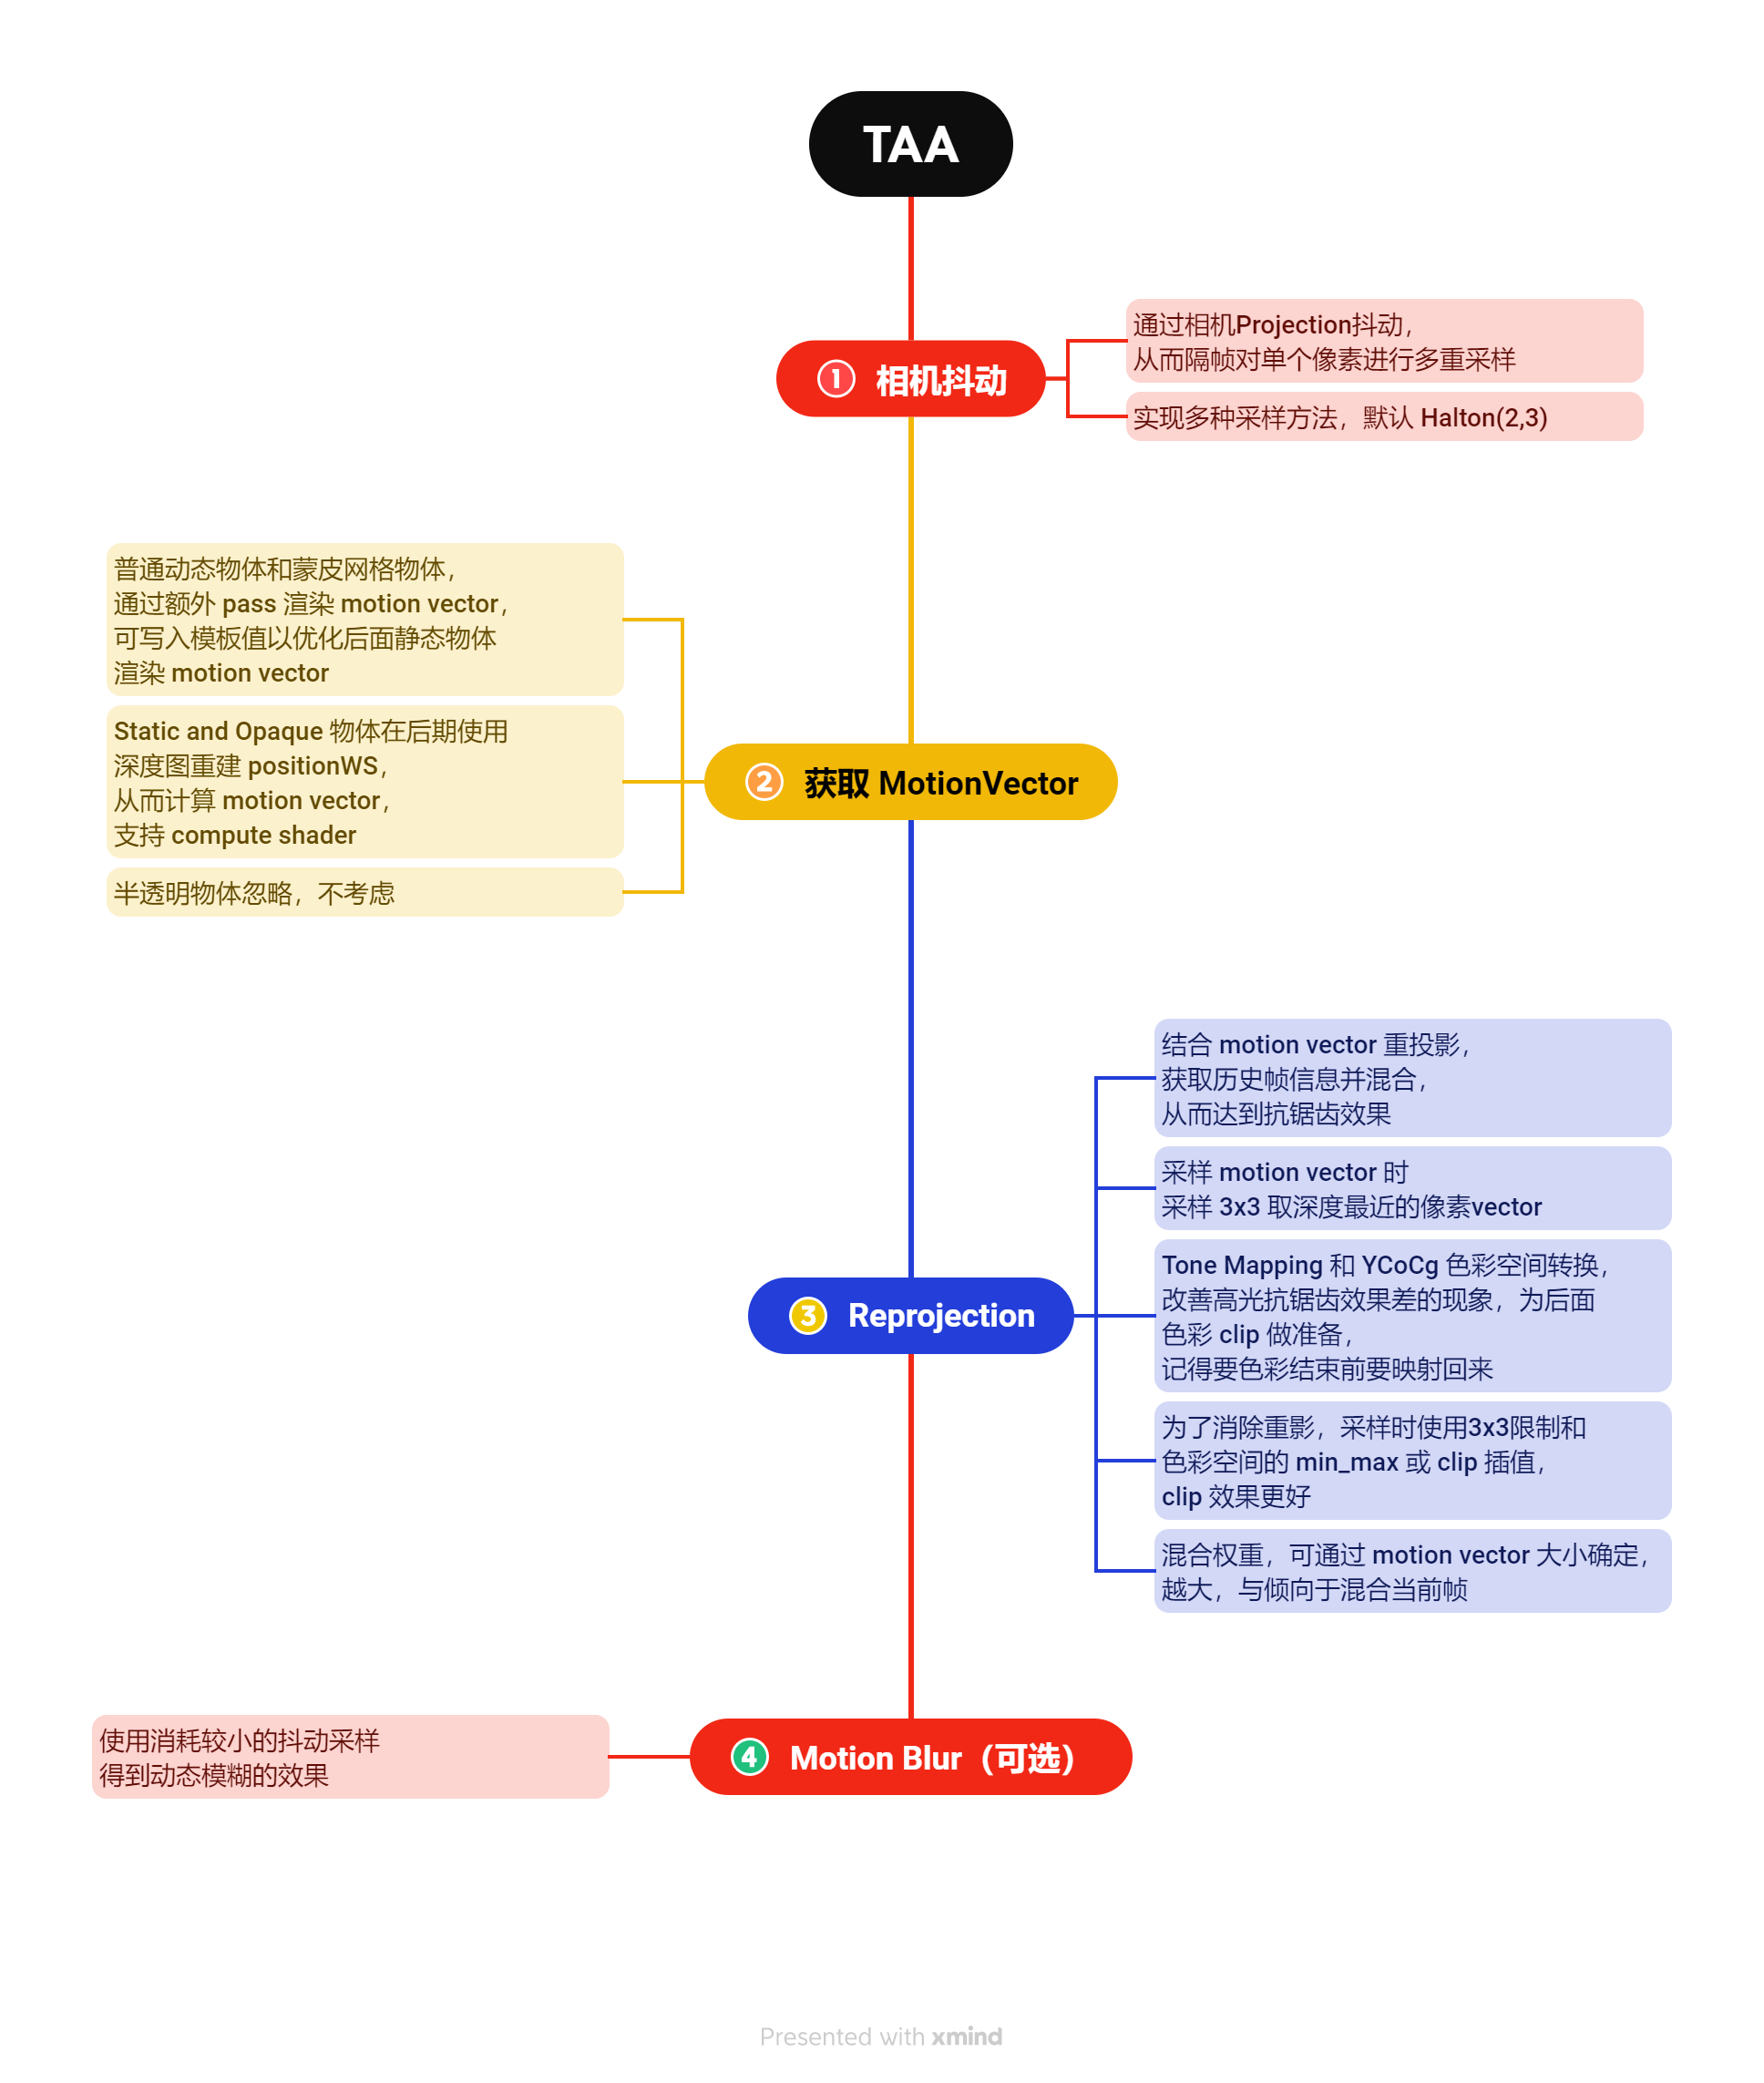 TAA
① 相机抖动
通过相机Projection抖动，
从而隔帧对单个像素进行多重采样
实现多种采样方法，默认 Halton(2,3)
② 获取 MotionVector
普通动态物体和蒙皮网格物体，
通过额外 pass 渲染 motion vector，
可写入模板值以优化后面静态物体
渲染 motion vector
Static and Opaque 物体在后期使用
深度图重建 positionWS，
从而计算 motion vector，
支持 compute shader
半透明物体忽略，不考虑
③ Reprojection
结合 motion vector 重投影，
获取历史帧信息并混合，
从而达到抗锯齿效果
采样 motion vector 时
采样 3x3 取深度最近的像素vector
Tone Mapping 和 YCoCg 色彩空间转换，
改善高光抗锯齿效果差的现象，为后面
色彩 clip 做准备，
记得要色彩结束前要映射回来
为了消除重影，采样时使用3x3限制和
色彩空间的 min_max 或 clip 插值，
clip 效果更好
混合权重，可通过 motion vector 大小确定，
越大，与倾向于混合当前帧
④ Motion Blur（可选）
使用消耗较小的抖动采样
得到动态模糊的效果
Presented with xmind